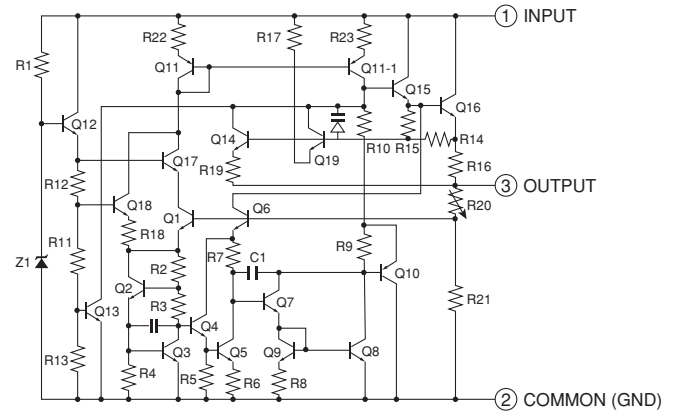 1 INPUT
R22
R17
R23
R1
Q11
Q11-1
Q15
Q16
Q12
Q14
Q19
R10
R15
R14
Q17
R19
R16
R12
3 OUTPUT
Q18
Q1
Q6
R20
R18
R11
R7
C1
R9
Z1
R2
Q10
Q2
Q7
R21
R3
Q13
Q4
Q3
Q5
Q9
Q8
R13
R4
R5
R6
R8
2 COMMON (GND)